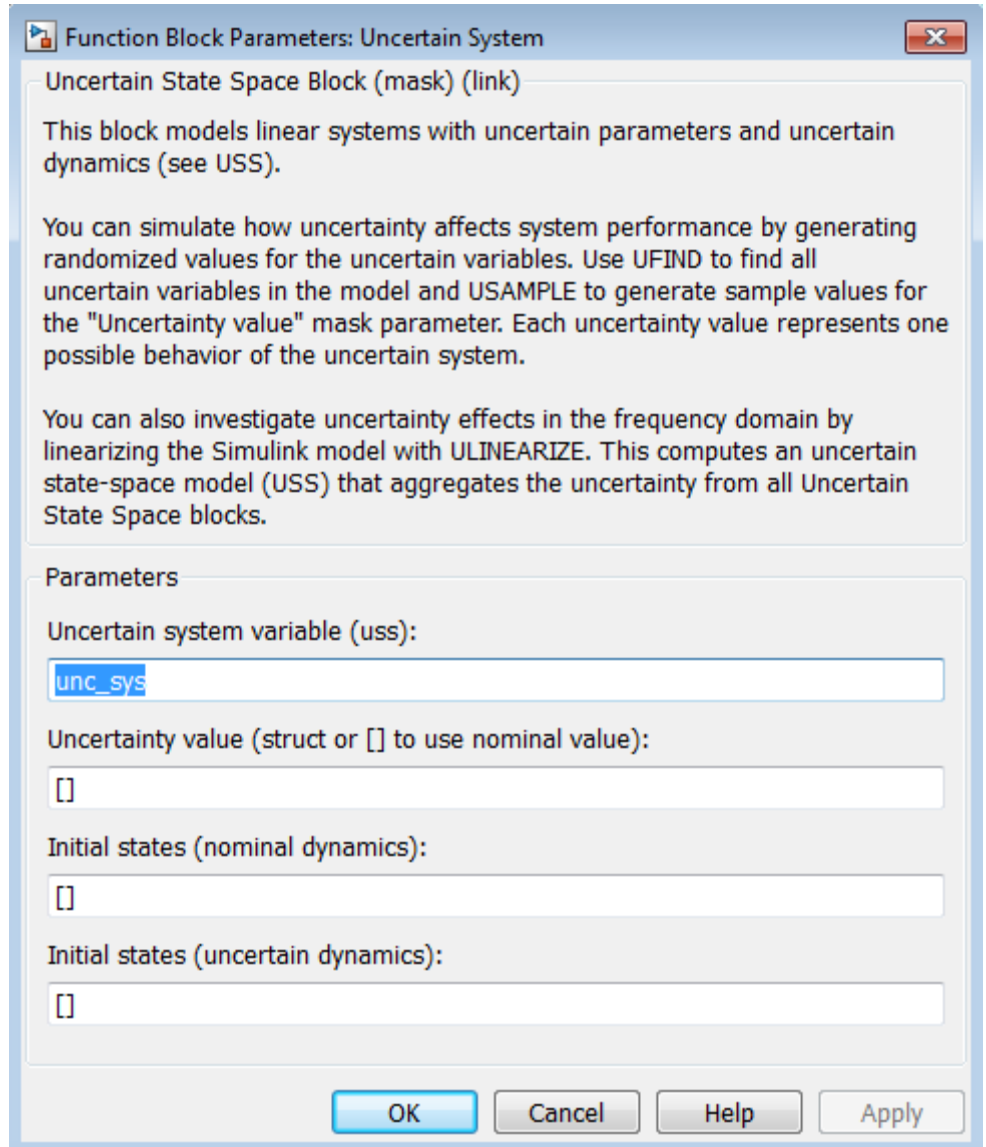 Function Block Parameters: Uncertain System
Uncertain State Space Block (mask) (link)
This block models linear systems with uncertain parameters and uncertain
dynamics (see USS).
You can simulate how uncertainty affects system performance by generating
randomized values for the uncertain variables. Use UFIND to find all
uncertain variables in the model and USAMPLE to generate sample values for
the "Uncertainty value" mask parameter. Each uncertainty value represents one
possible behavior of the uncertain system.
You can also investigate uncertainty effects in the frequency domain by
linearizing the Simulink model with ULINEARIZE. This computes an uncertain
state-space model (USS) that aggregates the uncertainty from all Uncertain
State Space blocks.
Parameters
Uncertain system variable (uss):
unc_sys
Uncertainty value (struct or [] to use nominal value):
[]
Initial states (nominal dynamics):
[]
Initial states (uncertain dynamics):
[]
OK Cancel Help Apply